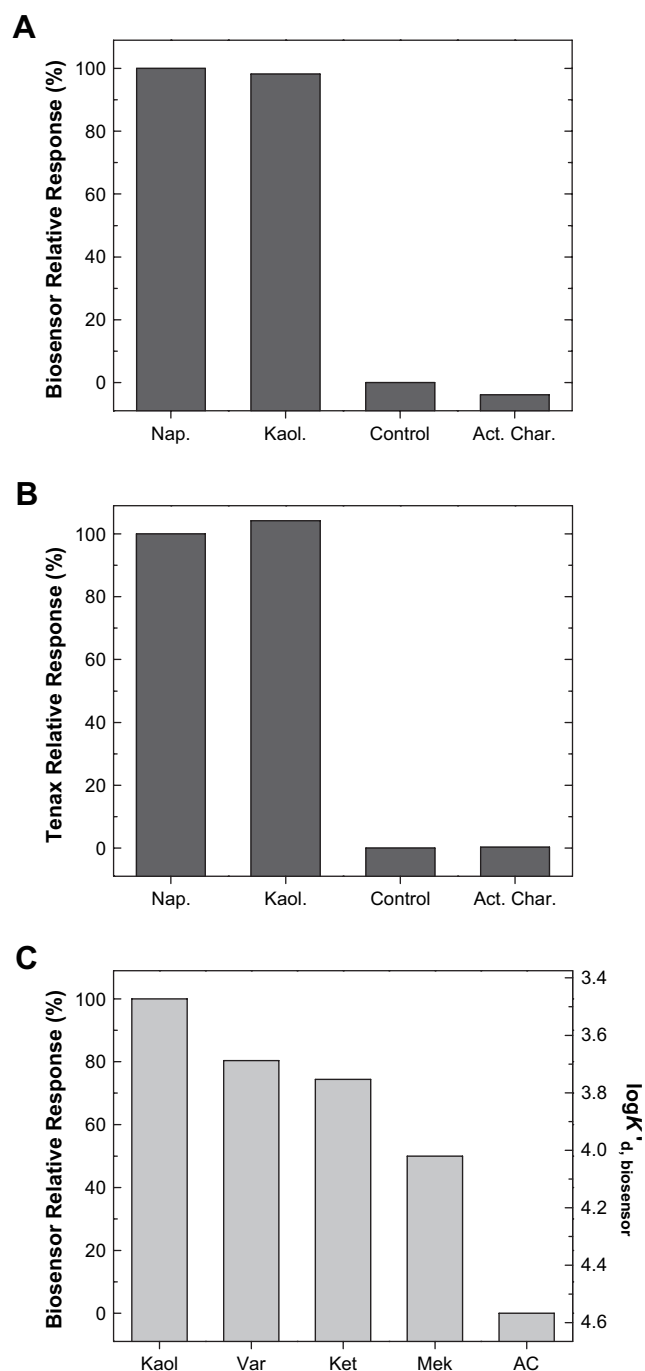 A
Biosensor Relative Response (%)
100
80
60
40
20
0
Nap. Kaol. Control Act. Char.
B
Tenax Relative Response (%)
100
80
60
40
20
0
Nap. Kaol. Control Act. Char.
C
Biosensor Relative Response (%)
100
80
60
40
20
0
3.4
3.6
3.8
4.0
4.2
4.4
4.6
logK'd, biosensor
Kaol Var Ket Mek AC